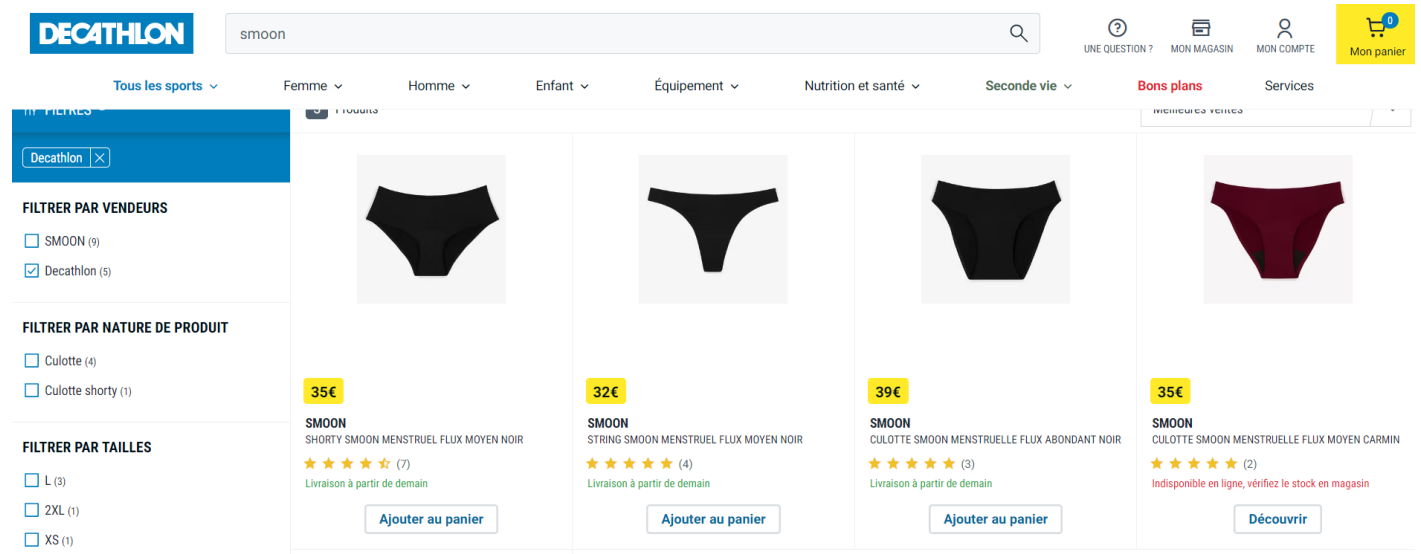 DECATHLON
smoon
UNE QUESTION ?
MON MAGASIN
MON COMPTE
0
Mon panier
Tous les sports
Femme
Homme
Enfant
Équipement
Nutrition et santé
Seconde vie
Bons plans
Services
FILTRES
5 Produits
Meilleures ventes
Decathlon
FILTRER PAR VENDEURS
SMOON (9)
Decathlon (5)
FILTRER PAR NATURE DE PRODUIT
Culotte (4)
Culotte shorty (1)
FILTRER PAR TAILLES
L (3)
2XL (1)
XS (1)
35€
SMOON
SHORTY SMOON MENSTRUEL FLUX MOYEN NOIR
(7)
Livraison à partir de demain
Ajouter au panier
32€
SMOON
STRING SMOON MENSTRUEL FLUX MOYEN NOIR
(4)
Livraison à partir de demain
Ajouter au panier
39€
SMOON
CULOTTE SMOON MENSTRUELLE FLUX ABONDANT NOIR
(3)
Livraison à partir de demain
Ajouter au panier
35€
SMOON
CULOTTE SMOON MENSTRUELLE FLUX MOYEN CARMIN
(2)
Indisponible en ligne, vérifiez le stock en magasin
Découvrir